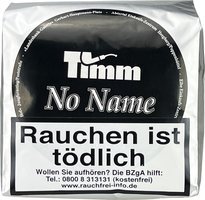 Timm
No Name
Rauchen ist
tödlich
Wollen Sie aufhören? Die BZgA hilft:
Tel.: 0800 8 313131 (kostenfrei)
www.rauchfrei-info.de